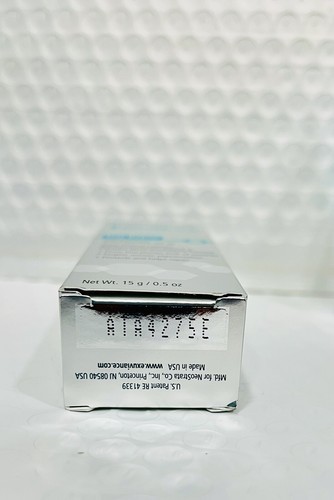 Net Wt. 15 g / 0.5 oz
ATA4275E
U.S. Patent RE 41339
Mfd. for NeoStrata Co., Inc., Princeton, NJ 08540 USA
Made in USA www.exuviance.com